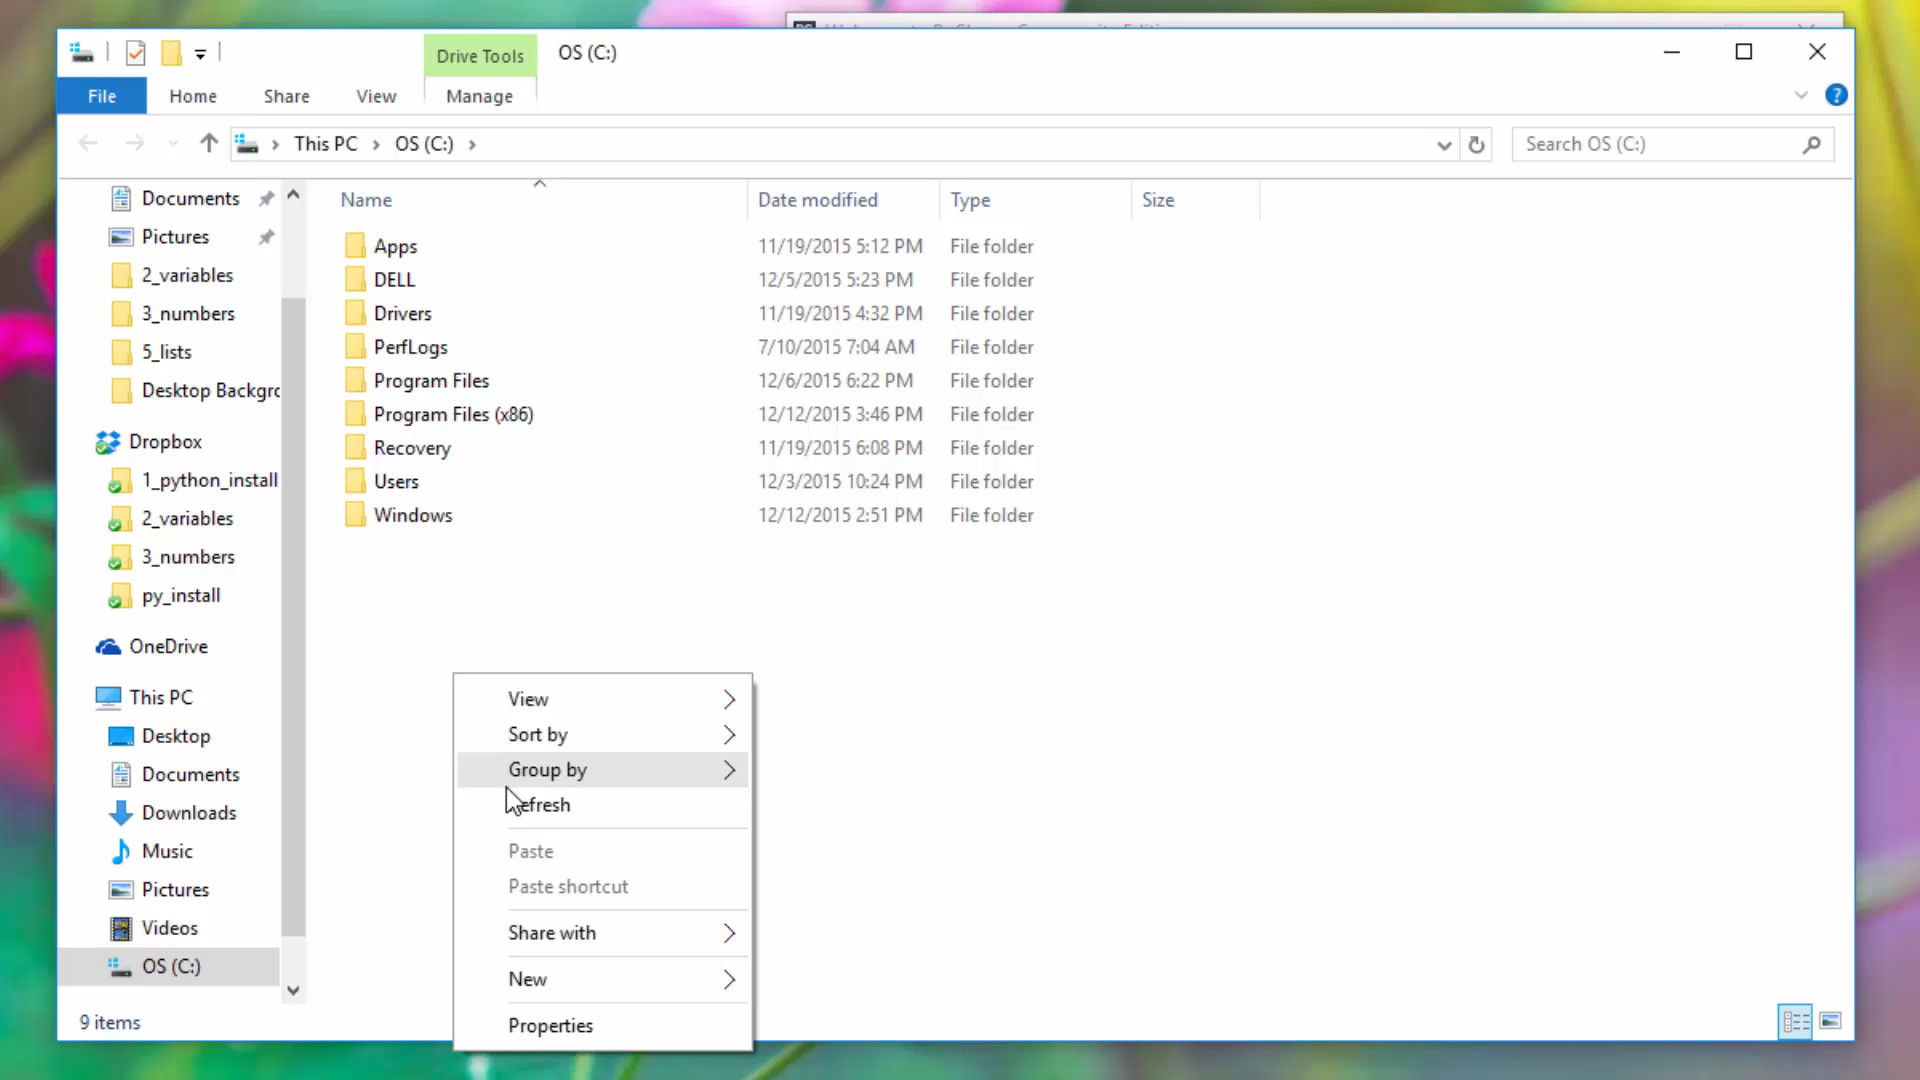 Drive Tools
OS (C:)
File
Home
Share
View
Manage
This PC
OS (C:)
Search OS (C:)
Documents
Pictures
2_variables
3_numbers
5_lists
Desktop Backgr
Dropbox
1_python_install
2_variables
3_numbers
py_install
OneDrive
This PC
Desktop
Documents
Downloads
Music
Pictures
Videos
OS (C:)
Name
Date modified
Type
Size
Apps 11/19/2015 5:12 PM File folder
DELL 12/5/2015 5:23 PM File folder
Drivers 11/19/2015 4:32 PM File folder
PerfLogs 7/10/2015 7:04 AM File folder
Program Files 12/6/2015 6:22 PM File folder
Program Files (x86) 12/12/2015 3:46 PM File folder
Recovery 11/19/2015 6:08 PM File folder
Users 12/3/2015 10:24 PM File folder
Windows 12/12/2015 2:51 PM File folder
View
Sort by
Group by
efresh
Paste
Paste shortcut
Share with
New
Properties
9 items